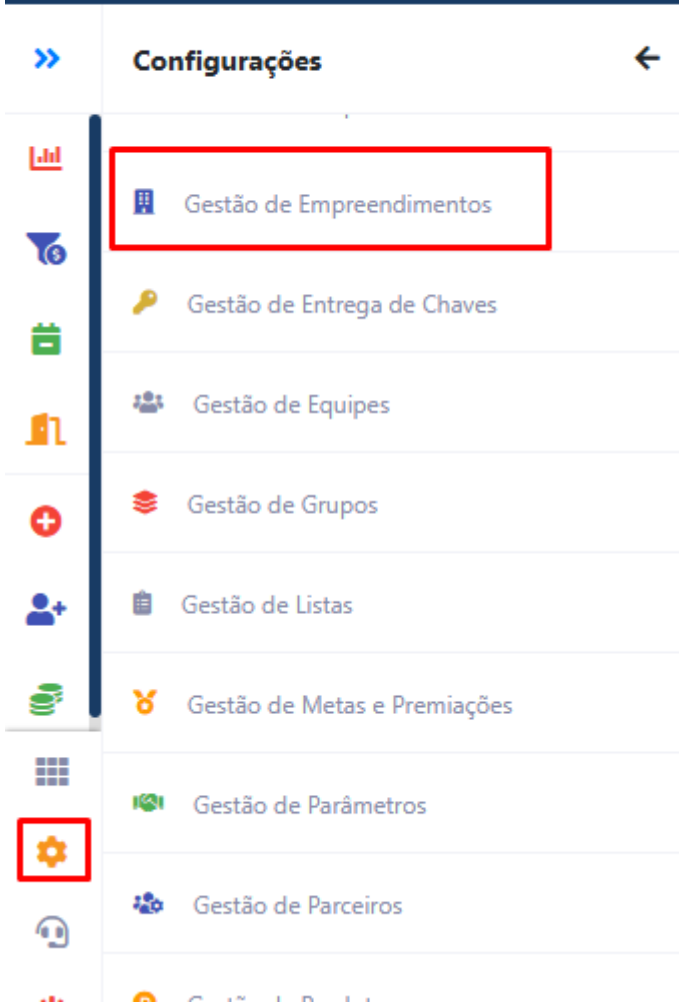 Configurações
Gestão de Empreendimentos
Gestão de Entrega de Chaves
Gestão de Equipes
Gestão de Grupos
Gestão de Listas
Gestão de Metas e Premiações
Gestão de Parâmetros
Gestão de Parceiros